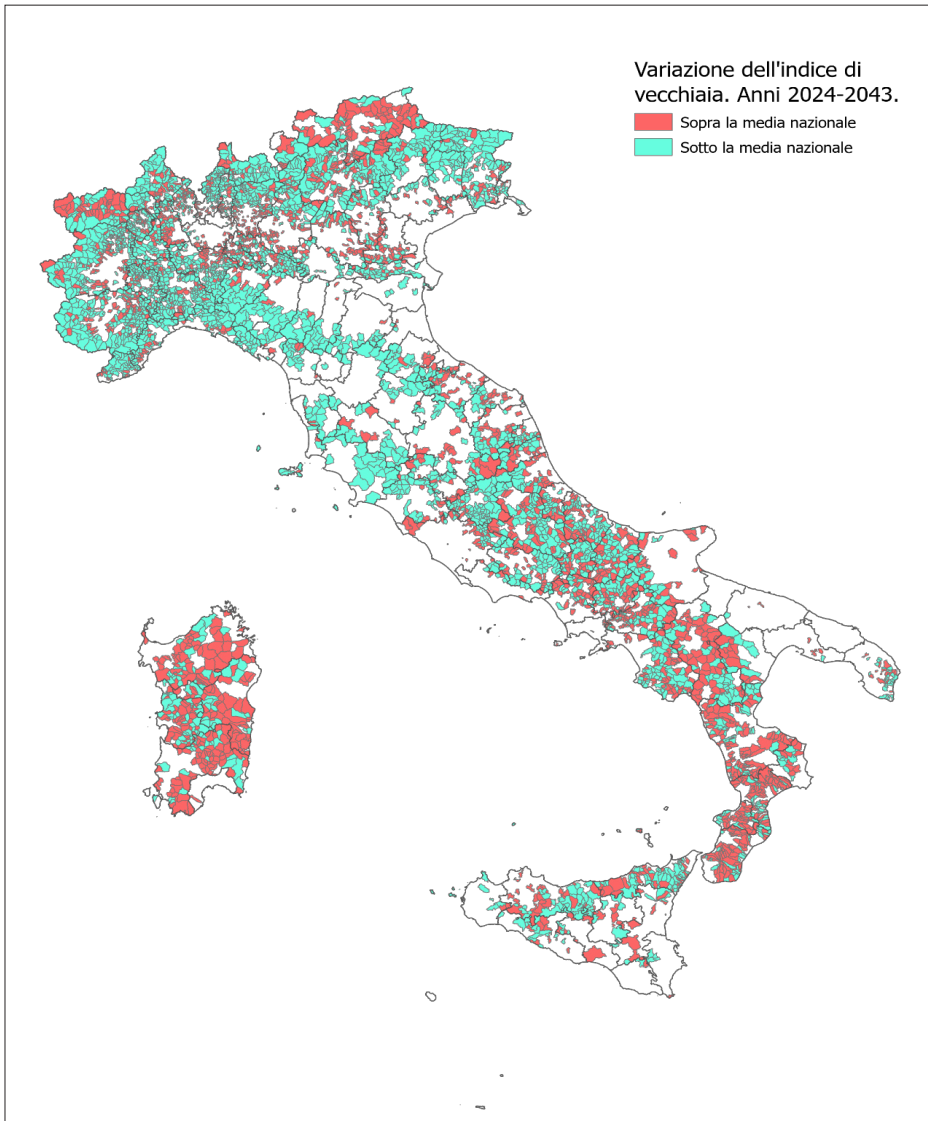 Variazione dell'indice di
vecchiaia. Anni 2024-2043.
Sopra la media nazionale
Sotto la media nazionale